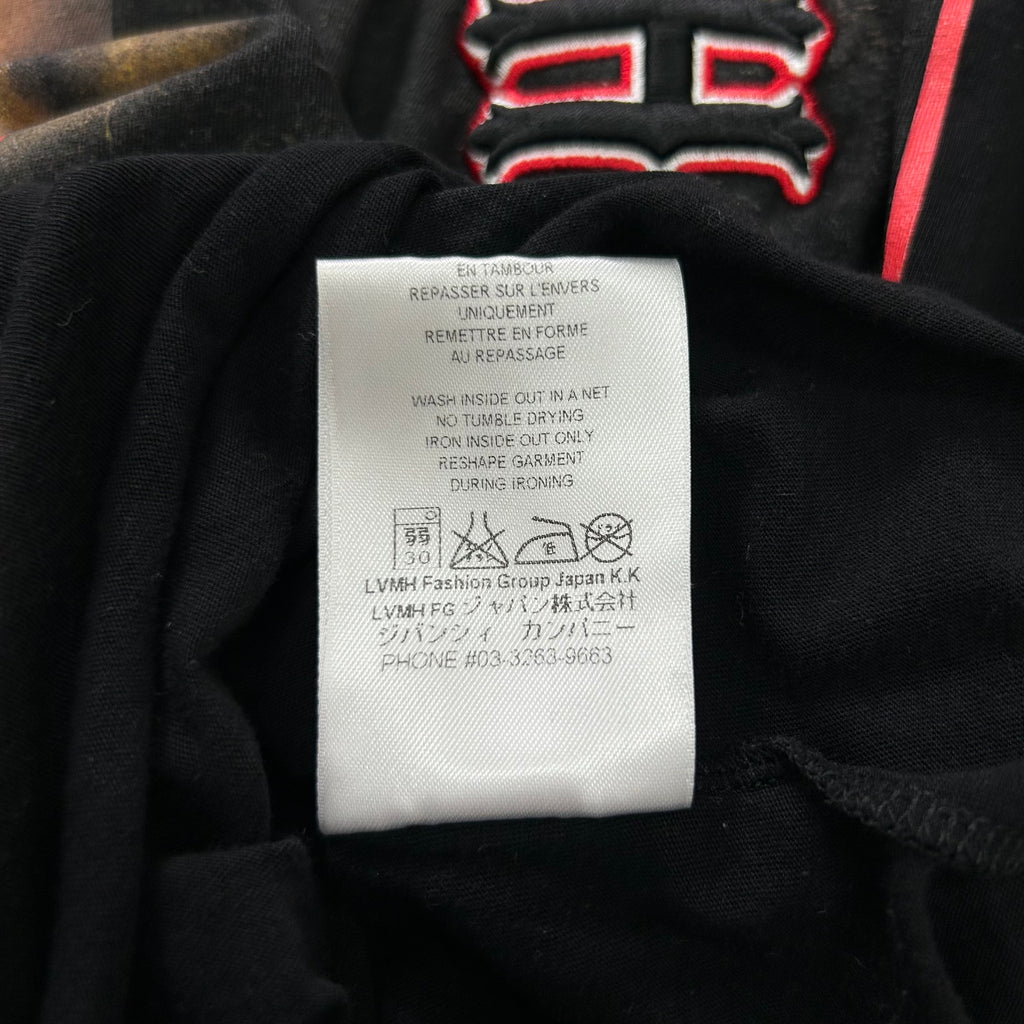 EN TAMBOUR
REPASSER SUR L'ENVERS
UNIQUEMENT
REMETTRE EN FORME
AU REPASSAGE
WASH INSIDE OUT IN A NET
NO TUMBLE DRYING
IRON INSIDE OUT ONLY
RESHAPE GARMENT
DURING IRONING
弱 低
30
LVMH Fashion Group Japan K.K
LVMH FG ジャパン株式会社
ジバンシィ カンパニー
PHONE #03-3263-9663